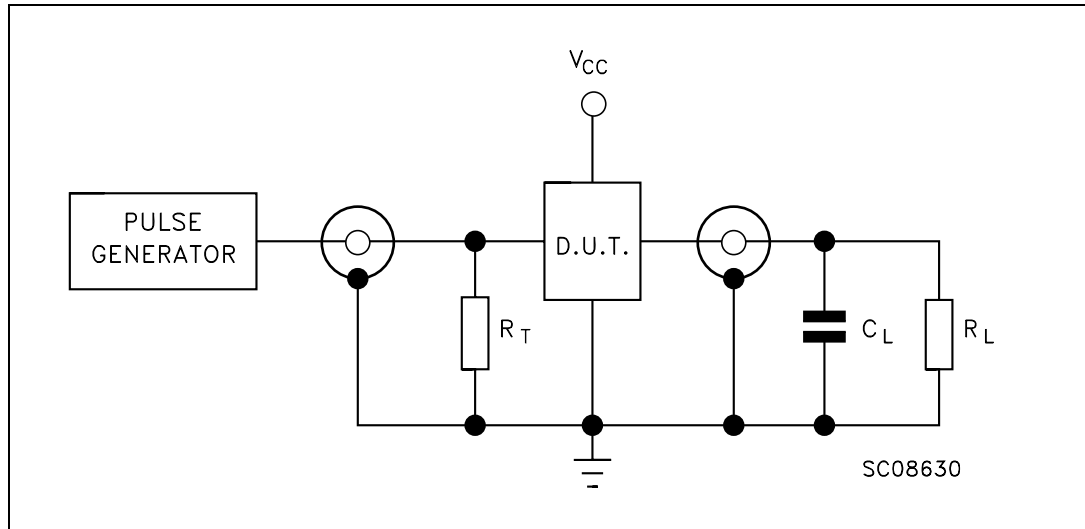 VCC
PULSE
GENERATOR
D.U.T.
RT
CL
RL
SC08630